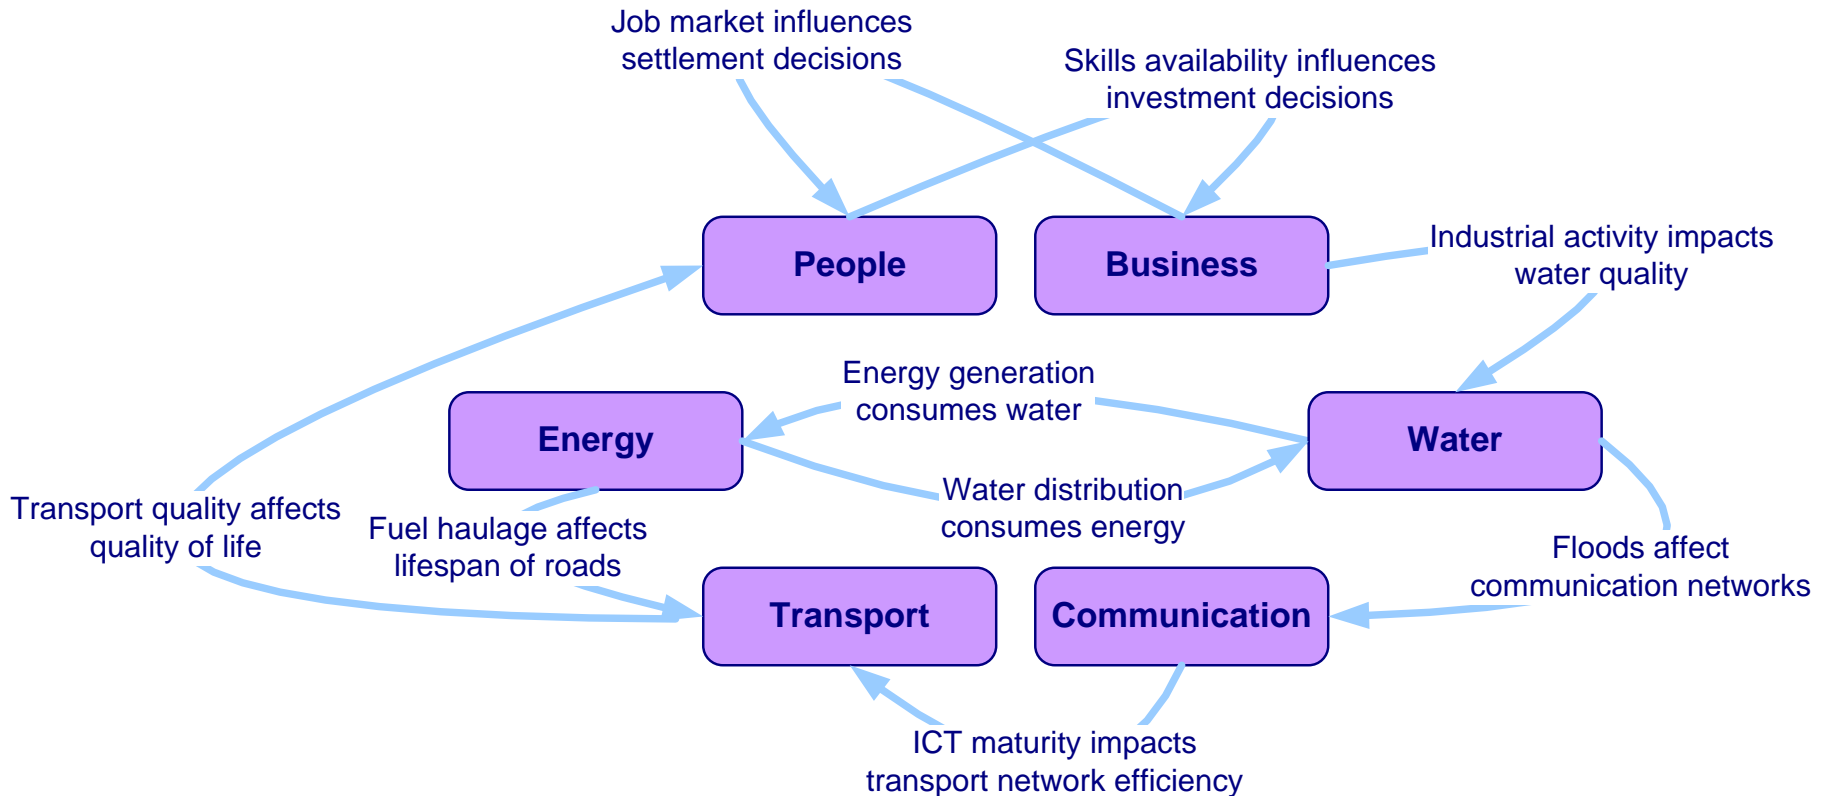 Job market influences
settlement decisions
Skills availability influences
investment decisions
People
Business
Industrial activity impacts
water quality
Energy generation
consumes water
Energy
Water
Water distribution
consumes energy
Transport quality affects
quality of life
Fuel haulage affects
lifespan of roads
Floods affect
communication networks
Transport
Communication
ICT maturity impacts
transport network efficiency